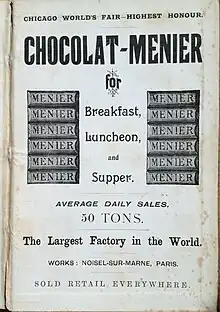 CHICAGO WORLD'S FAIR–HIGHEST HONOUR.
CHOCOLAT-MENIER
for
MENIER MENIER
MENIER Breakfast, MENIER
MENIER Luncheon, MENIER
MENIER and MENIER
MENIER Supper. MENIER
MENIER MENIER
AVERAGE DAILY SALES,
50 TONS.
The Largest Factory in the World.
WORKS: NOISEL-SUR-MARNE, PARIS.
SOLD RETAIL EVERYWHERE.